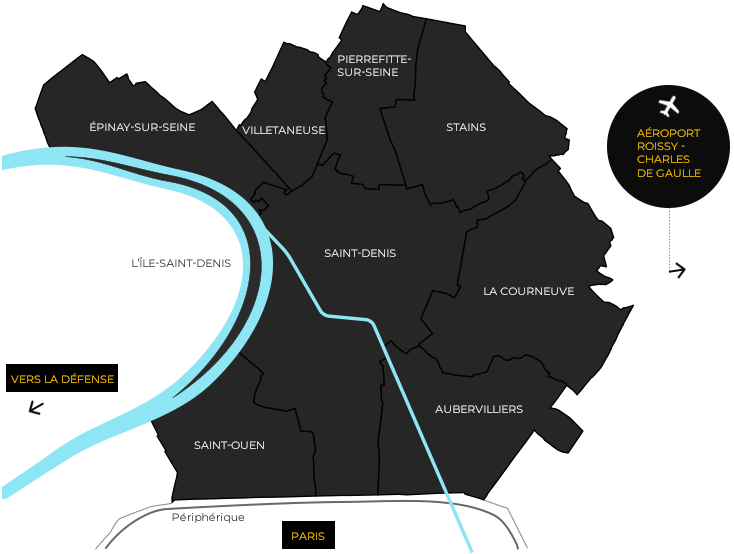 PIERREFITTE-
SUR-SEINE
ÉPINAY-SUR-SEINE
VILLETANEUSE
STAINS
AÉROPORT
ROISSY -
CHARLES
DE GAULLE
SAINT-DENIS
L'ÎLE-SAINT-DENIS
LA COURNEUVE
VERS LA DÉFENSE
AUBERVILLIERS
SAINT-OUEN
Périphérique
PARIS